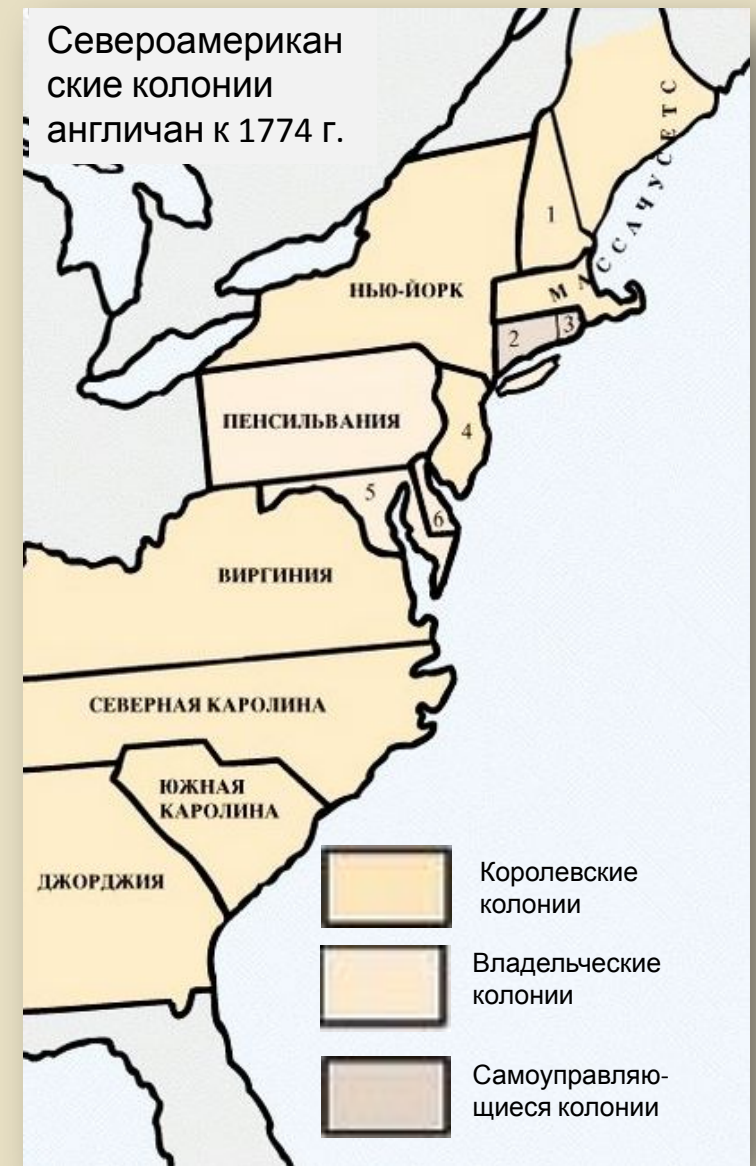 Североамерикан
ские колонии
англичан к 1774 г.
МАССАЧУСЕТС
1
НЬЮ-ЙОРК
2
3
ПЕНСИЛЬВАНИЯ
4
5
6
ВИРГИНИЯ
СЕВЕРНАЯ КАРОЛИНА
ЮЖНАЯ
КАРОЛИНА
ДЖОРДЖИЯ
Королевские
колонии
Владельческие
колонии
Самоуправляю-
щиеся колонии